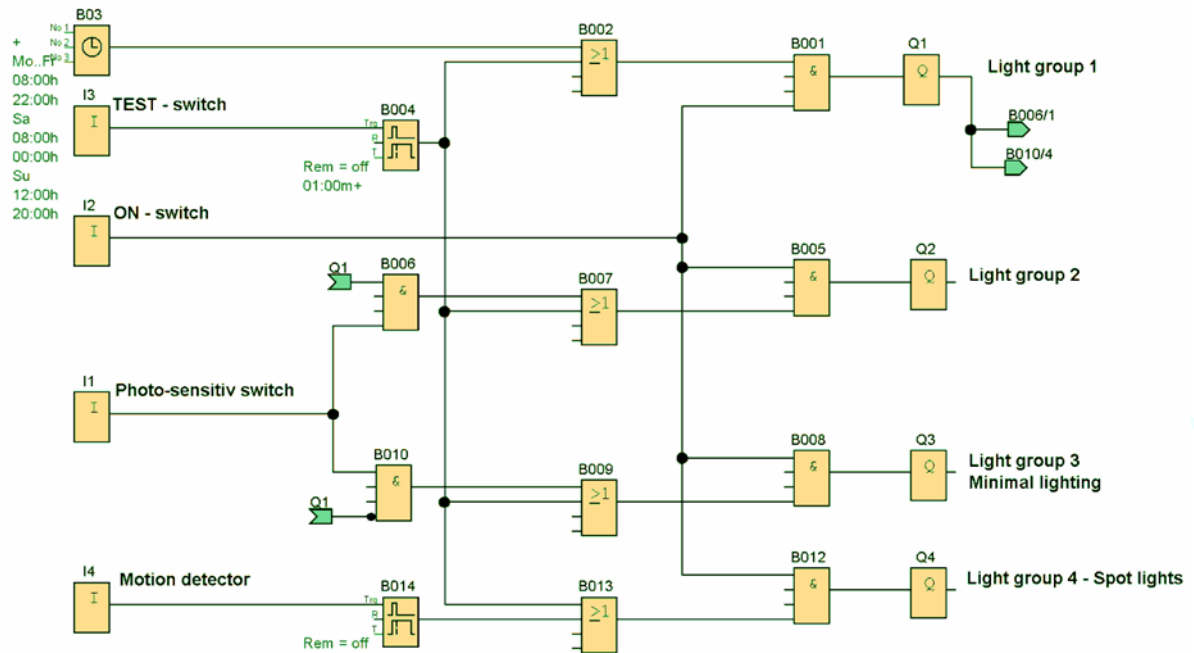 B03
No 1
No 2
No 3
+
Mo..Fr
08:00h
22:00h
Sa
08:00h
00:00h
Su
12:00h
20:00h
B002
≥1
B001
&
Q1
Q
Light group 1
B006/1
B010/4
I3
I
TEST - switch
B004
Trg
R
T
Rem = off
01:00m+
I2
I
ON - switch
Q1
B006
&
B007
≥1
B005
&
Q2
Q
Light group 2
I1
I
Photo-sensitiv switch
B010
&
Q1
B009
≥1
B008
&
Q3
Q
Light group 3
Minimal lighting
I4
I
Motion detector
B014
Trg
R
T
Rem = off
B013
≥1
B012
&
Q4
Q
Light group 4 - Spot lights